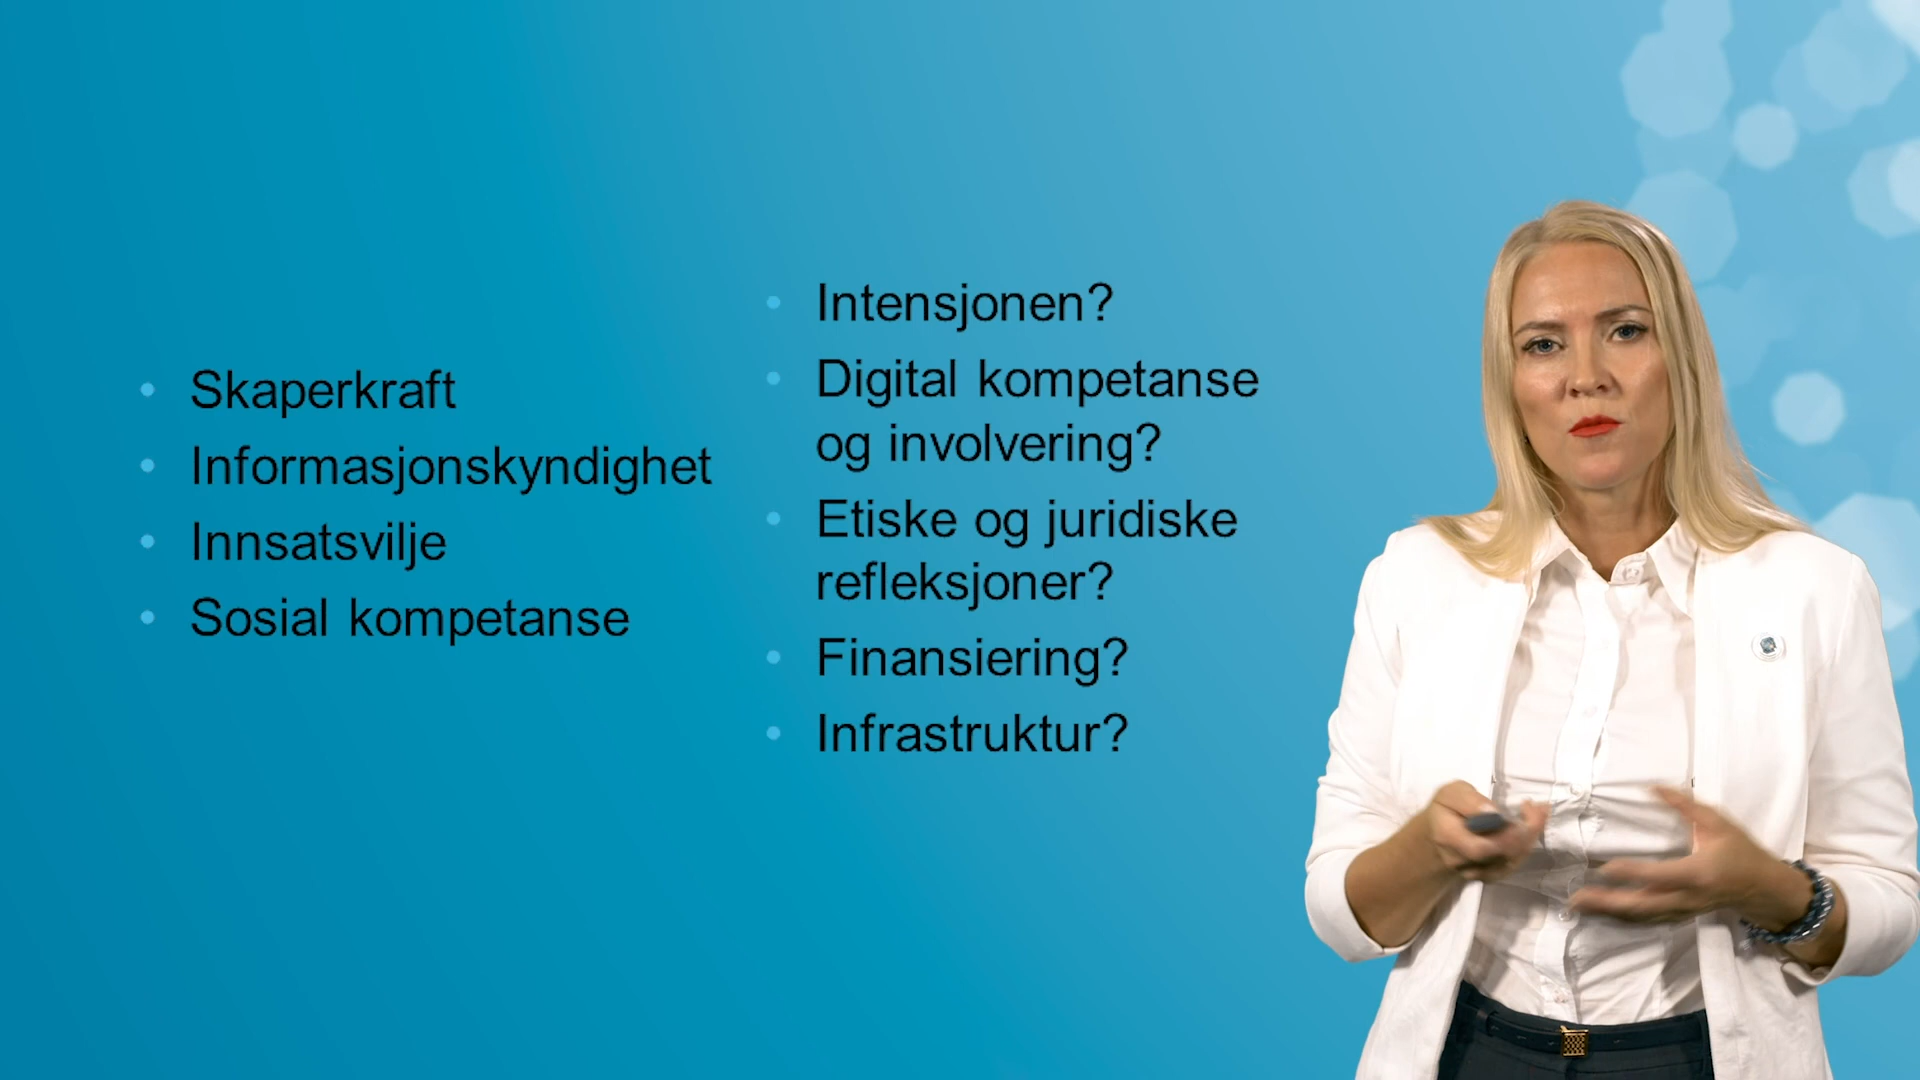 Skaperkraft
Informasjonskyndighet
Innsatsvilje
Sosial kompetanse
Intensjonen?
Digital kompetanse
og involvering?
Etiske og juridiske
refleksjoner?
Finansiering?
Infrastruktur?